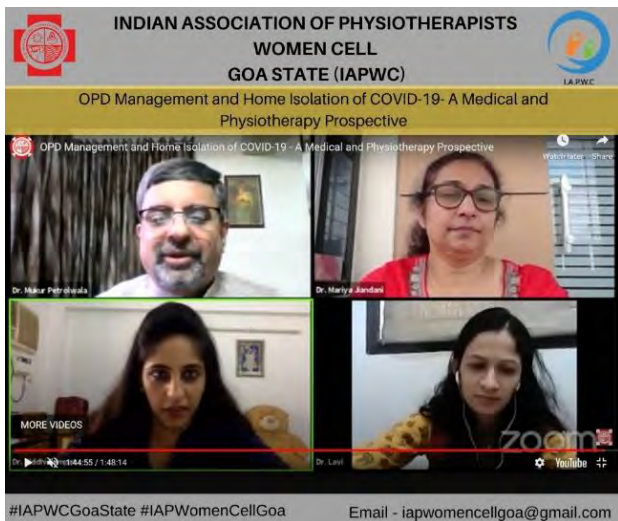 INDIAN ASSOCIATION OF PHYSIOTHERAPISTS
WOMEN CELL
GOA STATE (IAPWC)
I.A.P.W.C
OPD Management and Home Isolation of COVID-19- A Medical and
Physiotherapy Prospective
OPD Management and Home Isolation of COVID-19 - A Medical and Physiotherapy Prospective
Watch later Share
Dr. Mukur Petrolwala
Dr. Mariya Jiandani
MORE VIDEOS
zoom
Dr.
1:44:55 / 1:48:14
Dr. Lavi
YouTube
#IAPWCGoaState #IAPWomenCellGoa
Email - iapwomencellgoa@gmail.com